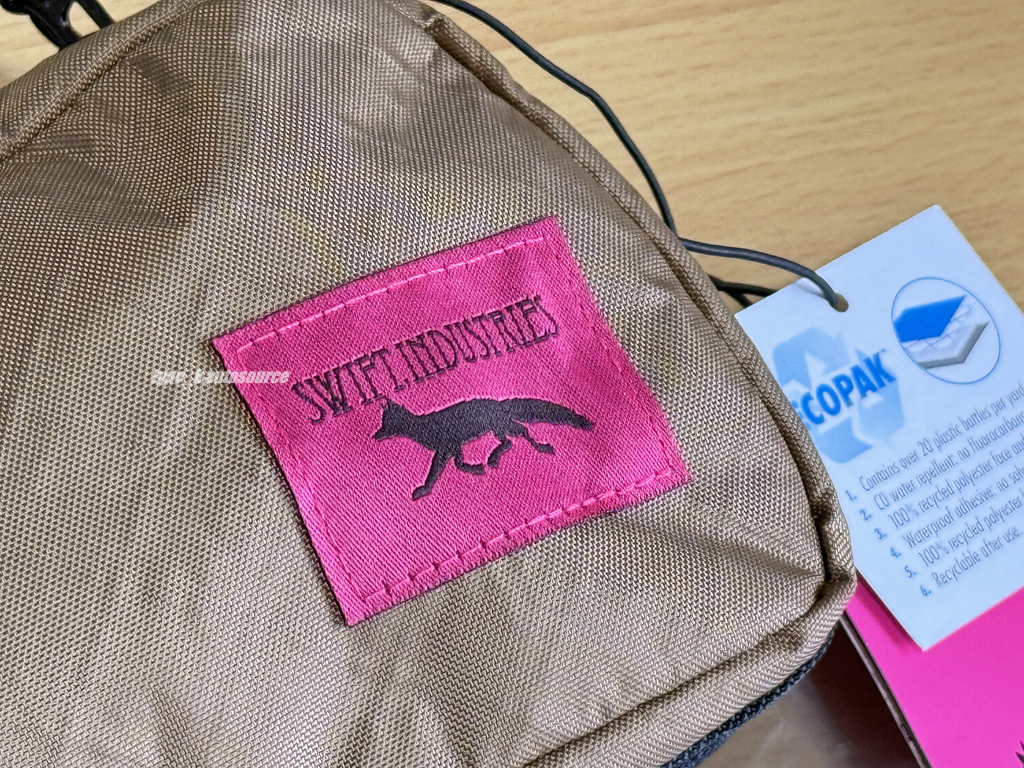 SWIFT INDUSTRIES
ECOPAK
1. Contains over 20 plastic bottles per yard
2. C0 water repellent: no fluorocarbons
3. 100% recycled polyester face and
4. Waterproof adhesive: no
5. 100% recycled polyester
6. Recyclable after use.